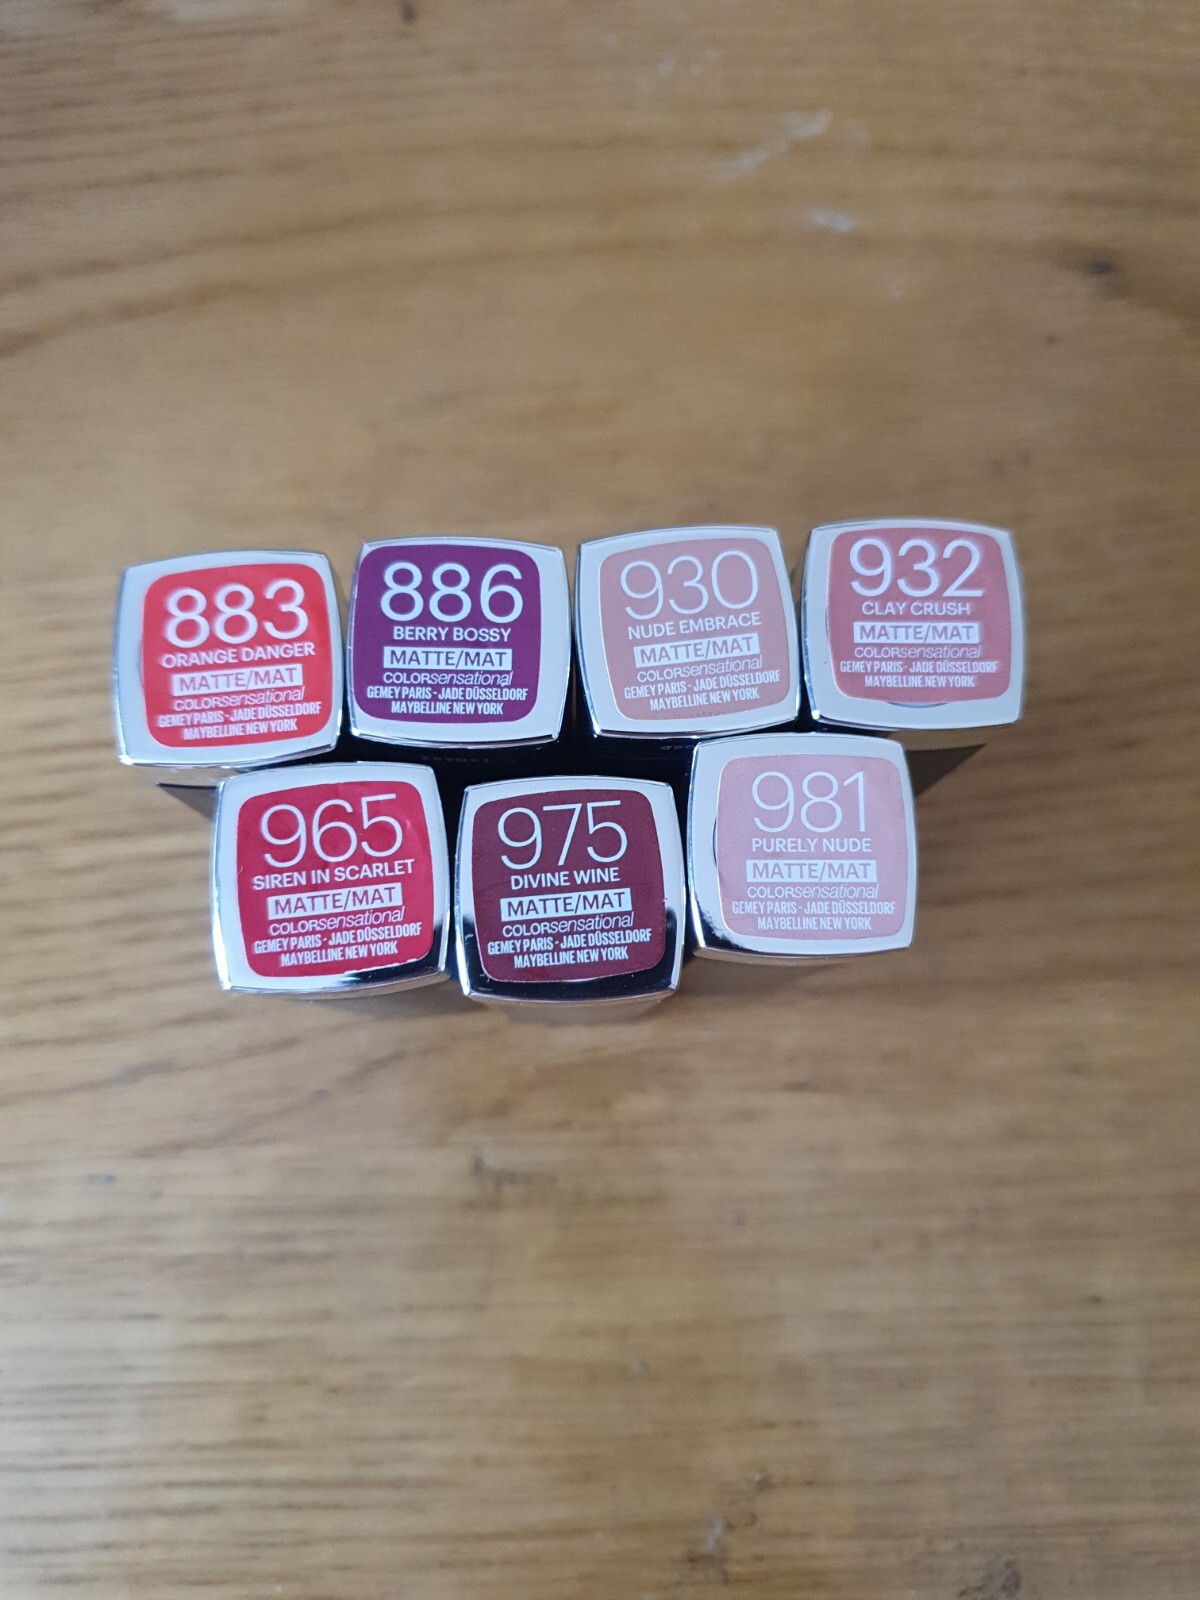 883
ORANGE DANGER
MATTE/MAT
COLORsensational
GEMEY PARIS - JADE DÜSSELDORF
MAYBELLINE NEW YORK
886
BERRY BOSSY
MATTE/MAT
COLORsensational
GEMEY PARIS - JADE DÜSSELDORF
MAYBELLINE NEW YORK
930
NUDE EMBRACE
MATTE/MAT
COLORsensational
GEMEY PARIS - JADE DÜSSELDORF
MAYBELLINE NEW YORK
932
CLAY CRUSH
MATTE/MAT
COLORsensational
GEMEY PARIS - JADE DÜSSELDORF
MAYBELLINE NEW YORK
965
SIREN IN SCARLET
MATTE/MAT
COLORsensational
GEMEY PARIS - JADE DÜSSELDORF
MAYBELLINE NEW YORK
975
DIVINE WINE
MATTE/MAT
COLORsensational
GEMEY PARIS - JADE DÜSSELDORF
MAYBELLINE NEW YORK
981
PURELY NUDE
MATTE/MAT
COLORsensational
GEMEY PARIS - JADE DÜSSELDORF
MAYBELLINE NEW YORK